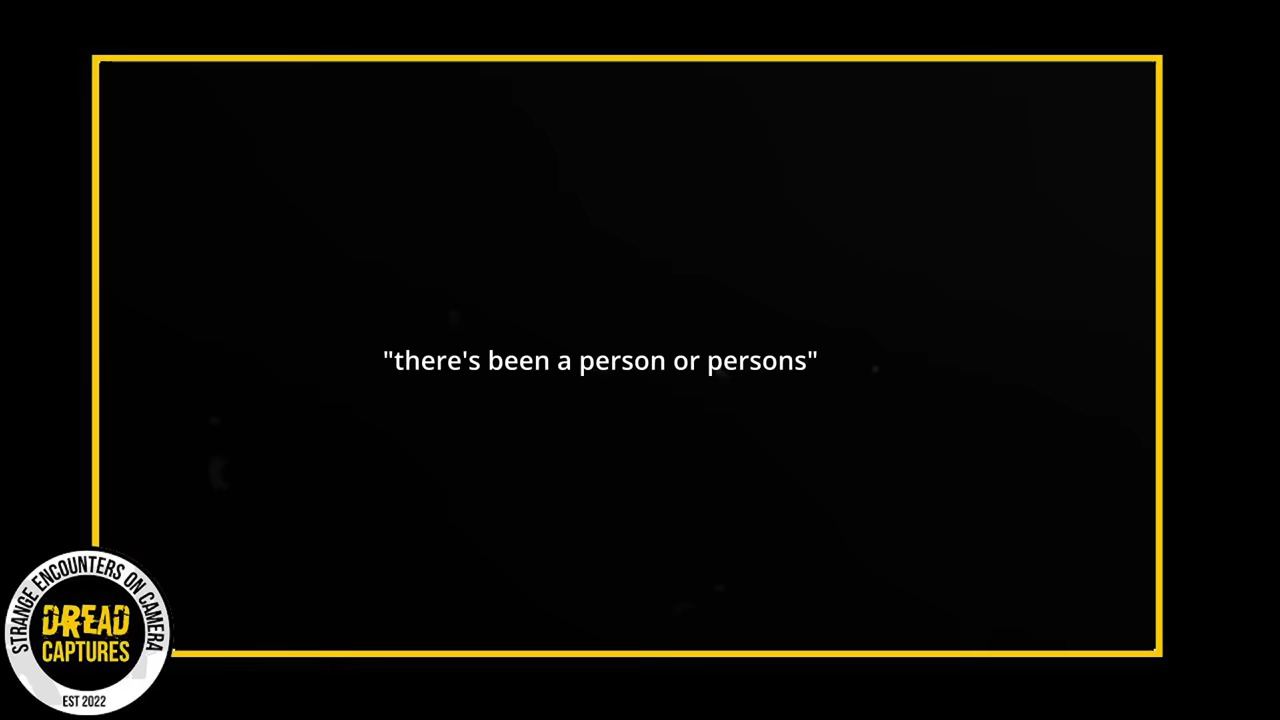 "there's been a person or persons"
STRANGE ENCOUNTERS ON CAMERA
DREAD
CAPTURES
EST 2022